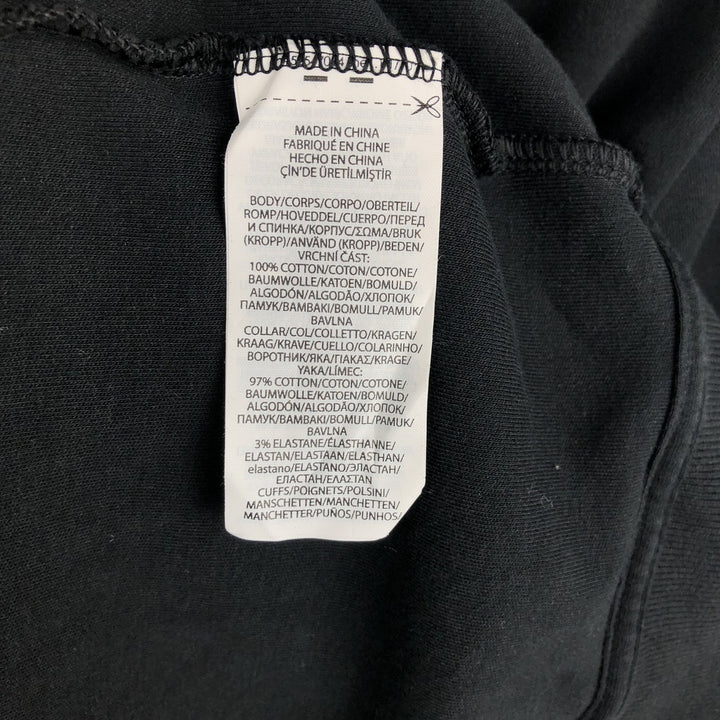 MADE IN CHINA
FABRIQUÉ EN CHINE
HECHO EN CHINA
ÇİN'DE ÜRETİLMİŞTİR
BODY/CORPS/CORPO/OBERTEIL/
ROMP/HOVEDDEL/CUERPO/ПЕРЕД
И СПИНКА/КОРПУС/ΣΩΜΑ/BRUK
(KROPP)/ANVÄND (KROPP)/BEDEN/
VRCHNÍ ČÁST:
100% COTTON/COTON/COTONE/
BAUMWOLLE/KATOEN/BOMULD/
ALGODÓN/ALGODÃO/ХЛОПОК/
ПАМУК/ΒΑΜΒΑΚΙ/BOMULL/PAMUK/
BAVLNA
COLLAR/COL/COLLETTO/KRAGEN/
KRAAG/KRAVE/CUELLO/COLARINHO/
ВОРОТНИК/ЯКА/ΓΙΑΚΑΣ/KRAGE/
YAKA/LÍMEC:
97% COTTON/COTON/COTONE/
BAUMWOLLE/KATOEN/BOMULD/
ALGODÓN/ALGODÃO/ХЛОПОК/
ПАМУК/ΒΑΜΒΑΚΙ/BOMULL/PAMUK/
BAVLNA
3% ELASTANE/ÉLASTHANNE/
ELASTAN/ELASTAAN/ELASTHAN/
elastano/ELASTANO/ЭЛАСТАН/
ЕЛАСТАН/ΕΛΑΣΤΑΝ
CUFFS/POIGNETS/POLSINI/
MANSCHETTEN/MANCHETTEN/
MANCHETTER/PUÑOS/PUNHOS/